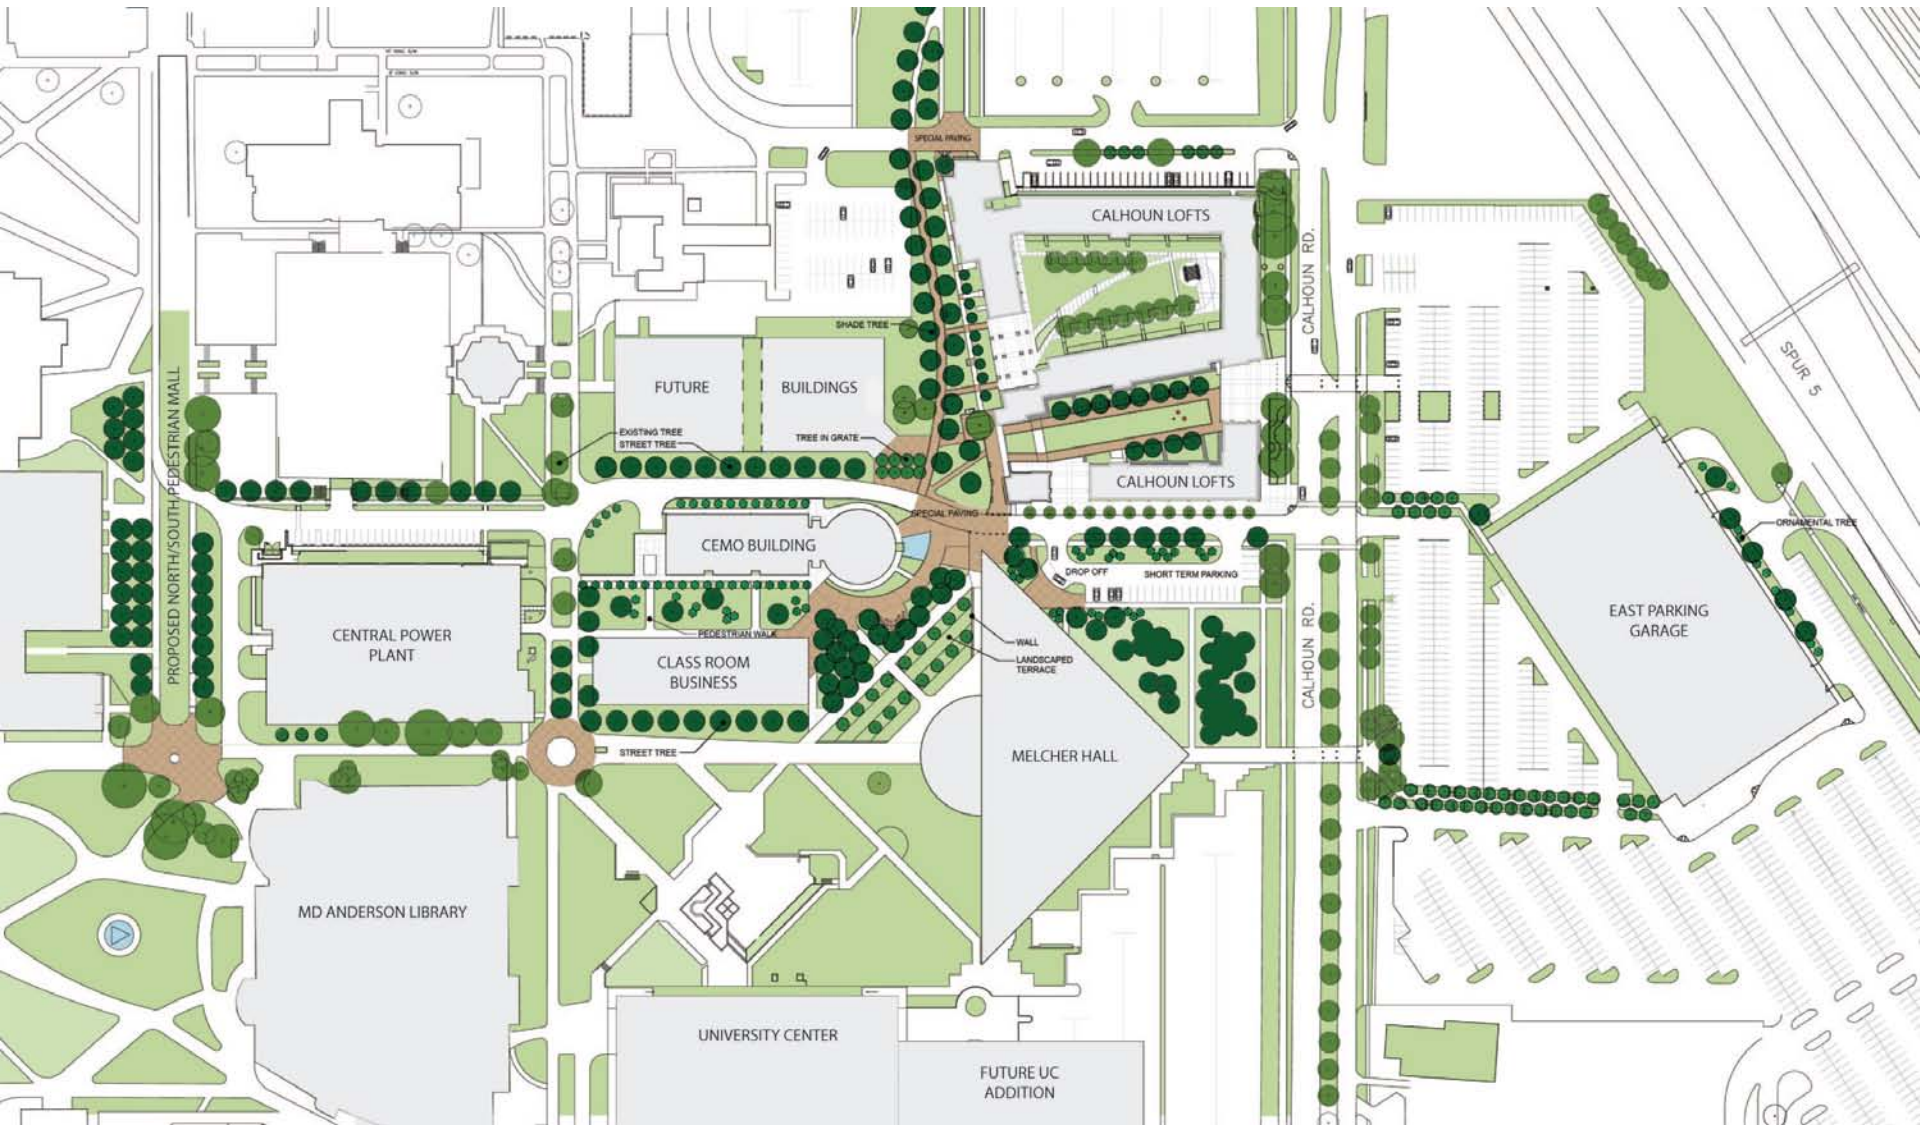 SPECIAL PAVING
CALHOUN LOFTS
CALHOUN RD.
SHADE TREE
SPUR 5
PROPOSED NORTH/SOUTH PEDESTRIAN MALL
FUTURE
BUILDINGS
EXISTING TREE
STREET TREE
TREE IN GRATE
CALHOUN LOFTS
SPECIAL PAVING
ORNAMENTAL TREE
CEMO BUILDING
DROP OFF
SHORT TERM PARKING
CENTRAL POWER
PLANT
PEDESTRIAN WALK
CLASS ROOM
BUSINESS
WALL
LANDSCAPED
TERRACE
CALHOUN RD.
EAST PARKING
GARAGE
STREET TREE
MELCHER HALL
MD ANDERSON LIBRARY
UNIVERSITY CENTER
FUTURE UC
ADDITION